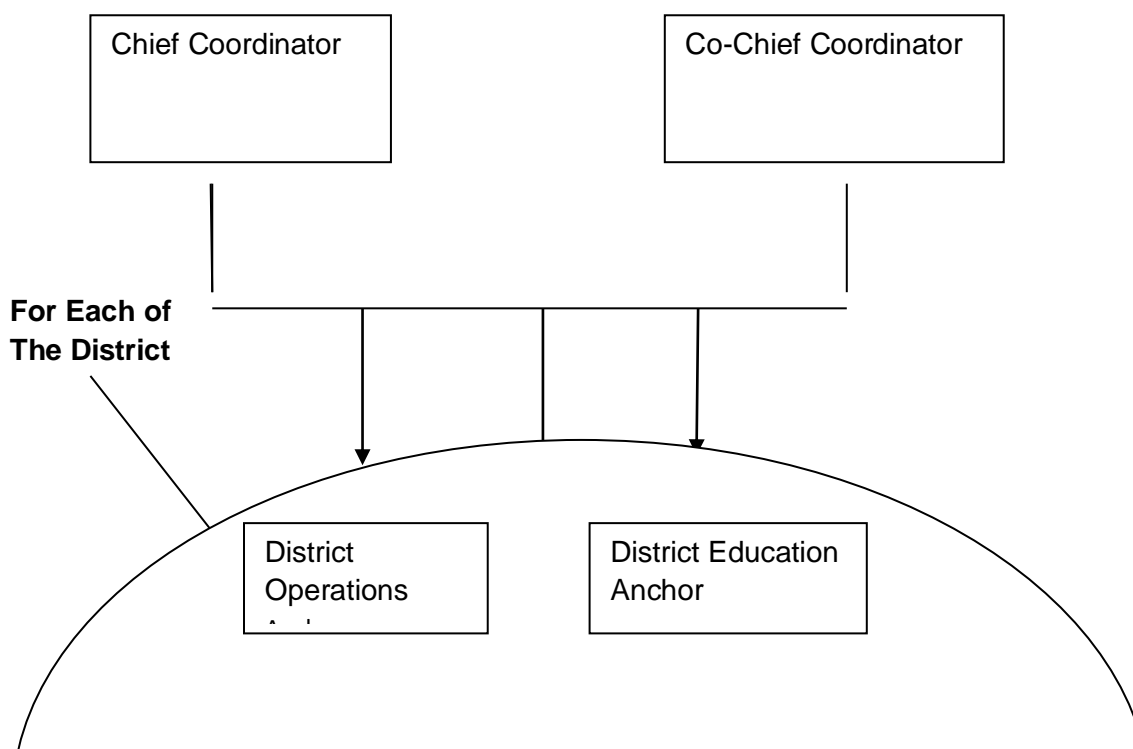 Chief Coordinator
Co-Chief Coordinator
For Each of
The District
District
Operations
District Education
Anchor